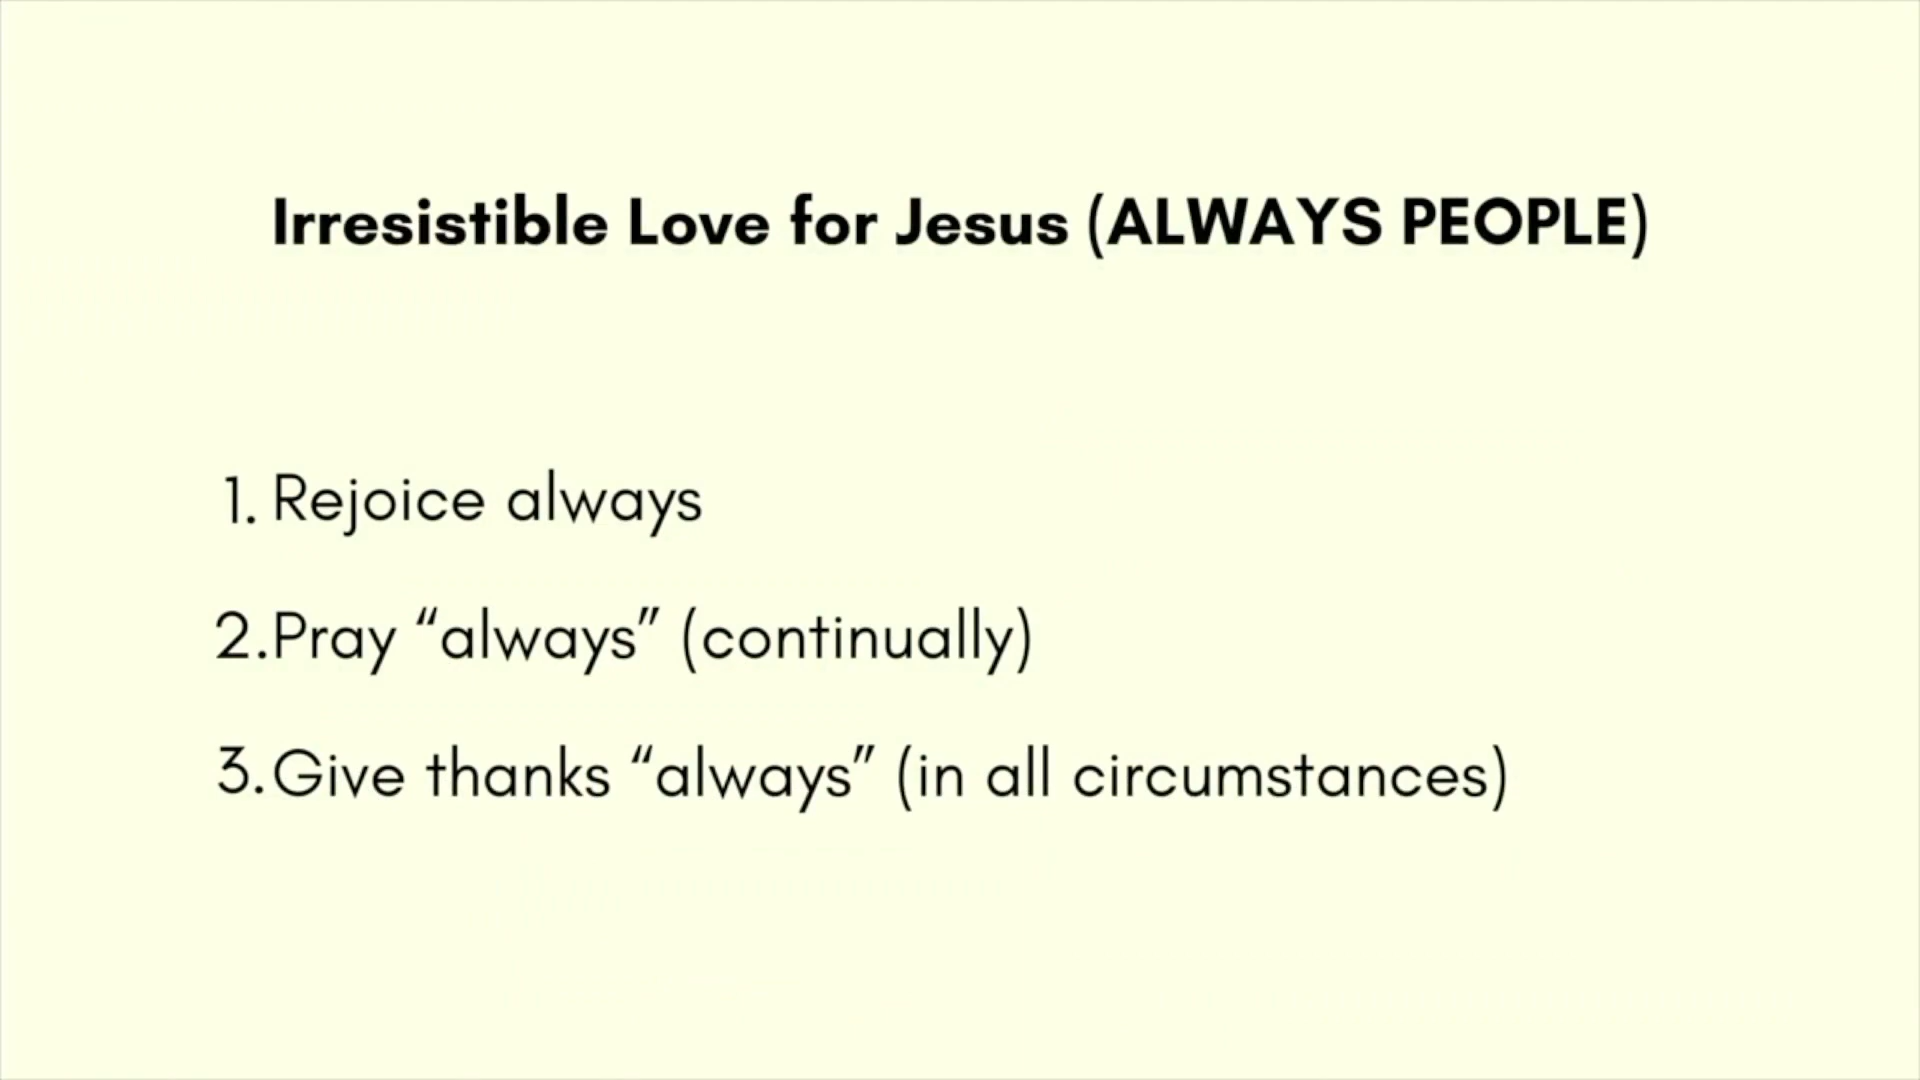 Irresistible Love for Jesus (ALWAYS PEOPLE)
1. Rejoice always
2. Pray “always” (continually)
3. Give thanks “always” (in all circumstances)